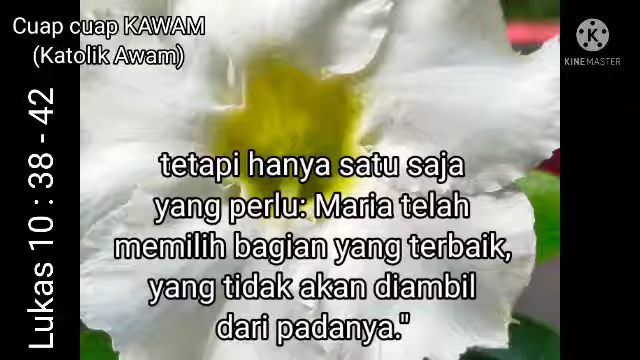 Cuap cuap KAWAM
(Katolik Awam)
KINEMASTER
Lukas 10 : 38 - 42
tetapi hanya satu saja
yang perlu: Maria telah
memilih bagian yang terbaik,
yang tidak akan diambil
dari padanya."